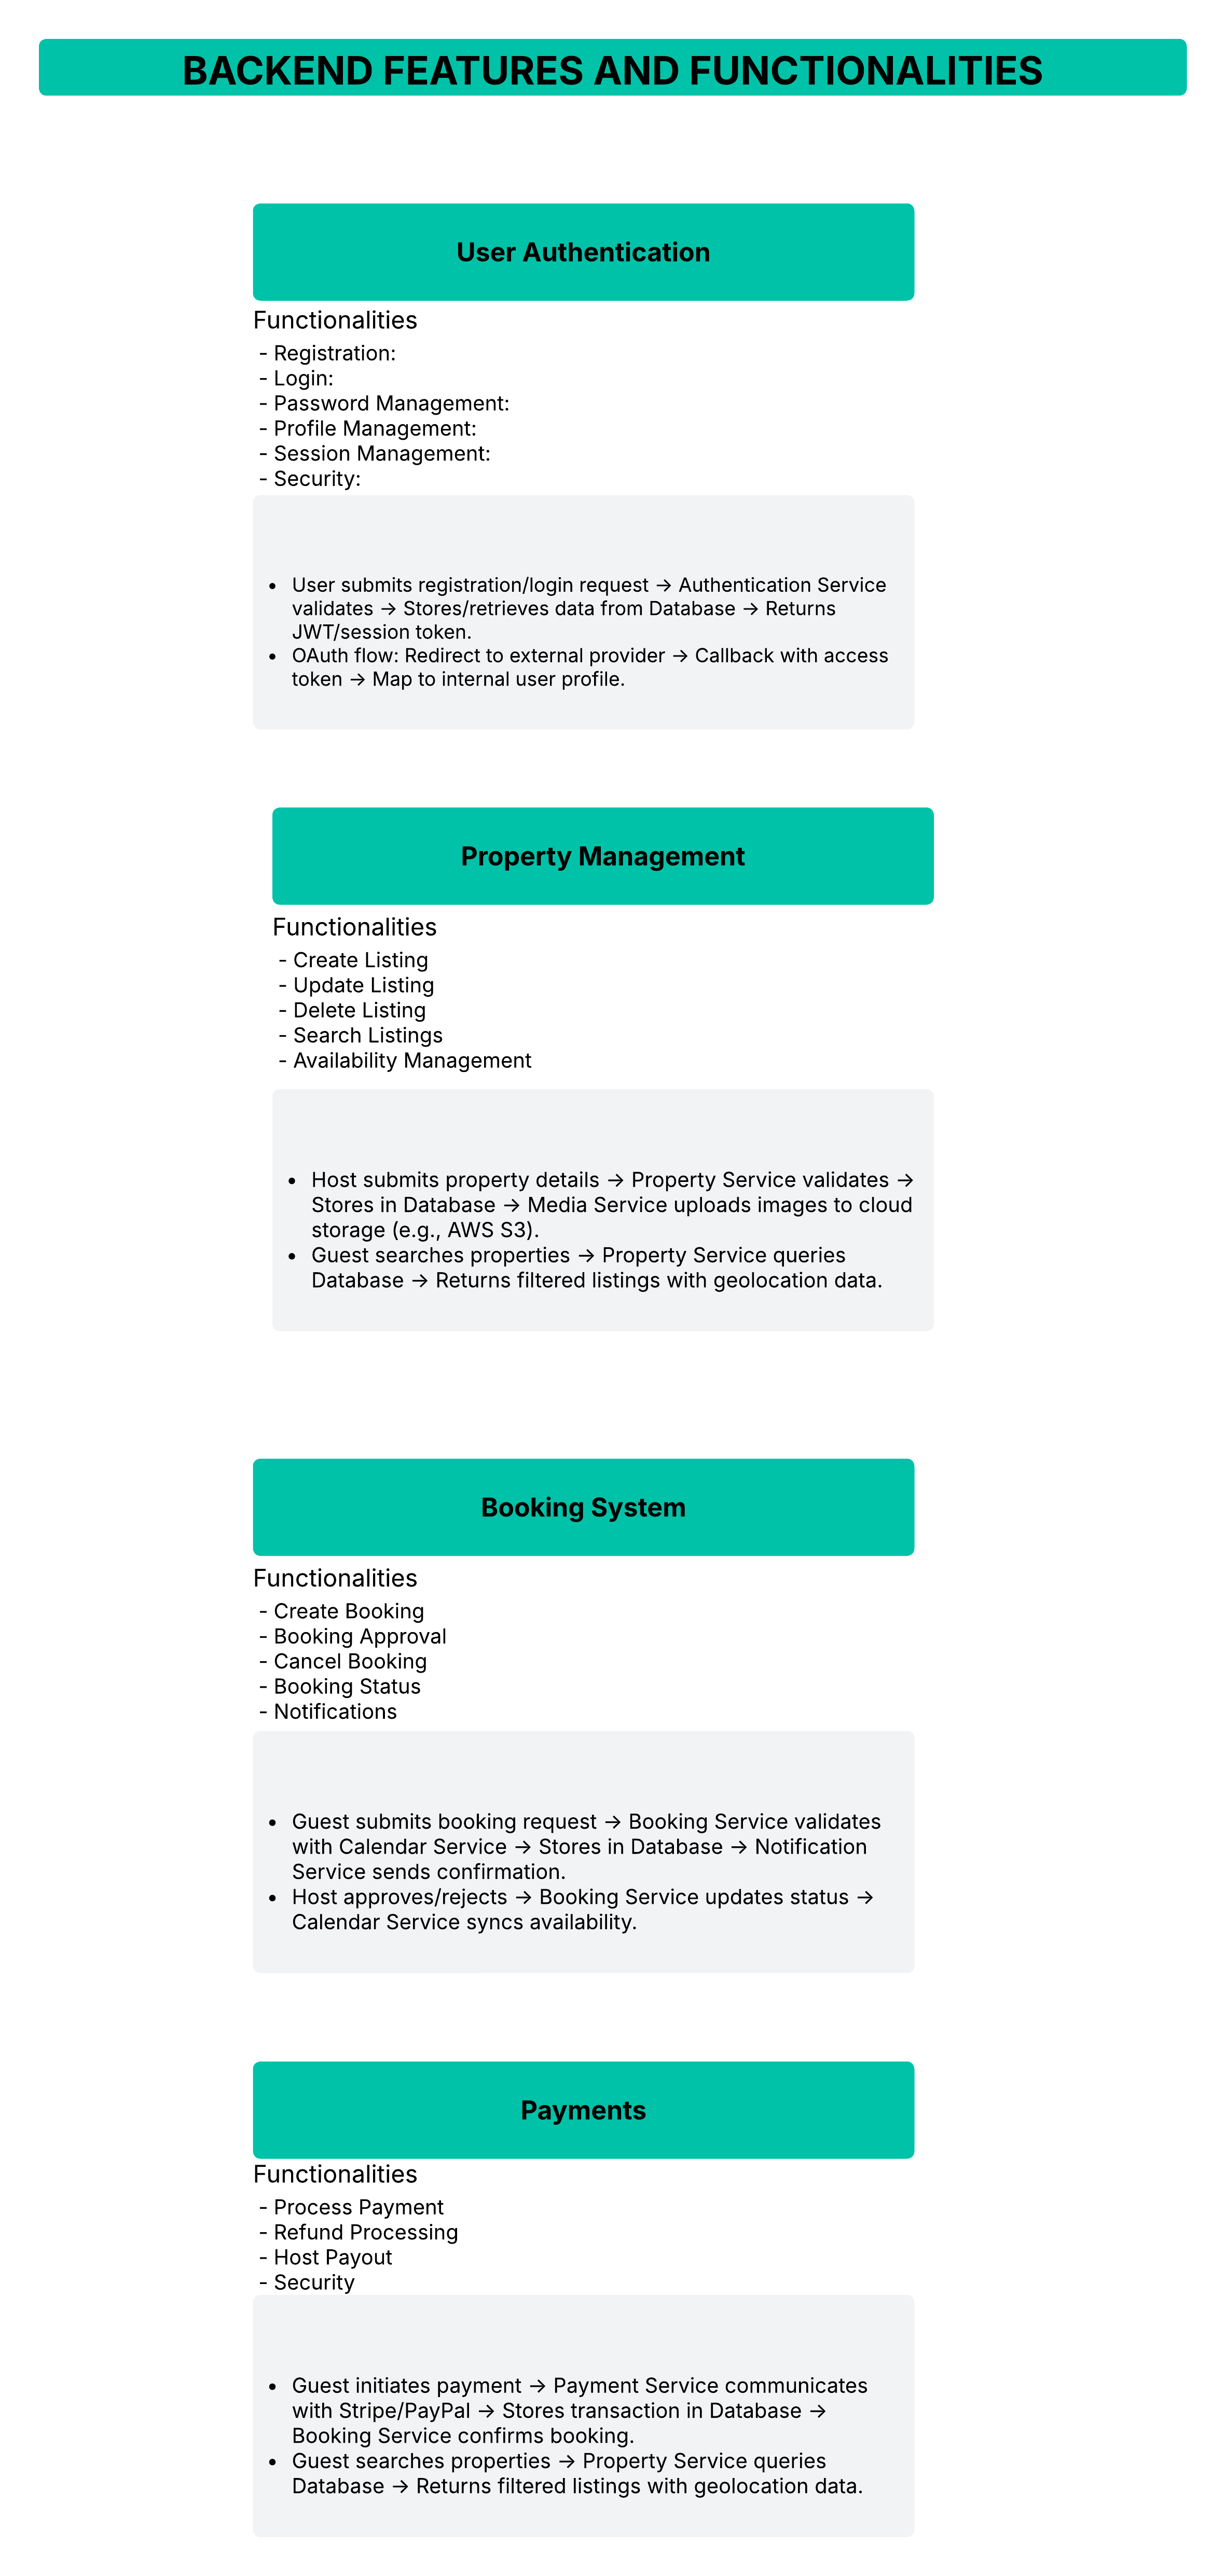 BACKEND FEATURES AND FUNCTIONALITIES
User Authentication
Functionalities
- Registration:
- Login:
- Password Management:
- Profile Management:
- Session Management:
- Security:
• User submits registration/login request → Authentication Service
validates → Stores/retrieves data from Database → Returns
JWT/session token.
• OAuth flow: Redirect to external provider → Callback with access
token → Map to internal user profile.
Property Management
Functionalities
- Create Listing
- Update Listing
- Delete Listing
- Search Listings
- Availability Management
• Host submits property details → Property Service validates →
Stores in Database → Media Service uploads images to cloud
storage (e.g., AWS S3).
• Guest searches properties → Property Service queries
Database → Returns filtered listings with geolocation data.
Booking System
Functionalities
- Create Booking
- Booking Approval
- Cancel Booking
- Booking Status
- Notifications
• Guest submits booking request → Booking Service validates
with Calendar Service → Stores in Database → Notification
Service sends confirmation.
• Host approves/rejects → Booking Service updates status →
Calendar Service syncs availability.
Payments
Functionalities
- Process Payment
- Refund Processing
- Host Payout
- Security
• Guest initiates payment → Payment Service communicates
with Stripe/PayPal → Stores transaction in Database →
Booking Service confirms booking.
• Guest searches properties → Property Service queries
Database → Returns filtered listings with geolocation data.